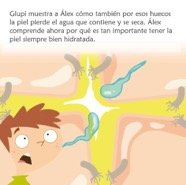 Glupi muestra a Álex cómo también por esos huecos
la piel pierde el agua que contiene y se seca. Álex
comprende ahora por qué es tan importante tener la
piel siempre bien hidratada.